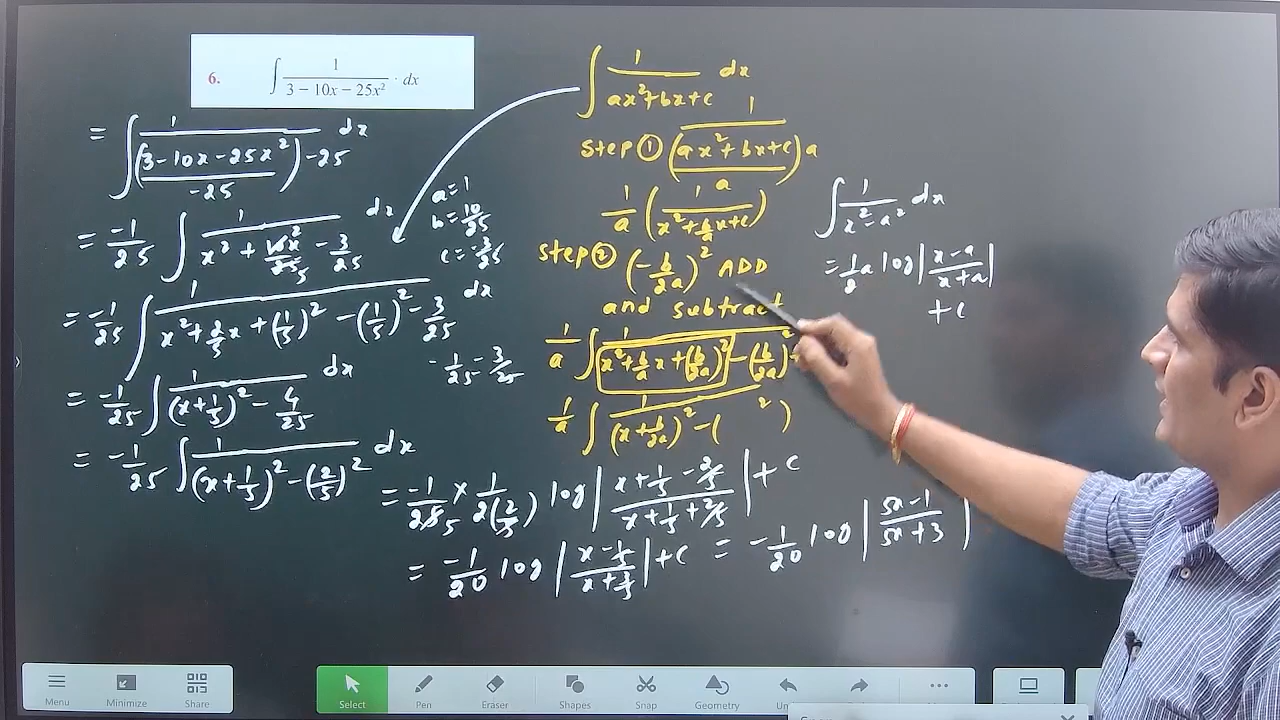 6. ∫ 1/(3 − 10x − 25x²) · dx
= ∫ 1/(((3-10x-25x²)/-25) -25) dx
= -1/25 ∫ 1/(x² + 10x/25 - 3/25) dx
a=1
b=10/25
c=-3/25
= -1/25 ∫ 1/(x²+2/5x+(1/5)²-(1/5)²-3/25) dx
-1/25-3/25
= -1/25 ∫ 1/((x+1/5)²-4/25) dx
= -1/25 ∫ 1/((x+1/5)²-(2/5)²) dx
= -1/25 × 1/2(2/5) log|(x+1/5-2/5)/(x+1/5+2/5)|+c
= -1/20 log|(x-1/5)/(x+3/5)|+c = -1/20 log|(5x-1)/(5x+3)|
∫ 1/(ax²+bx+c) dx
step ① 1/(((ax²+bx+c)/a)a)
1/a (1/(x²+b/a x+c))
step ② (-b/2a)² ADD
and subtract
1/a ∫ 1/(x²+b/a x+(b/2a)²-(b/2a)²+
1/a ∫ 1/((x+b/2a)²-( ²)
∫ 1/(x²-a²) dx
= 1/2a log|(x-a)/(x+a)|
+c
Menu
Minimize
Share
Select
Pen
Eraser
Shapes
Snap
Geometry